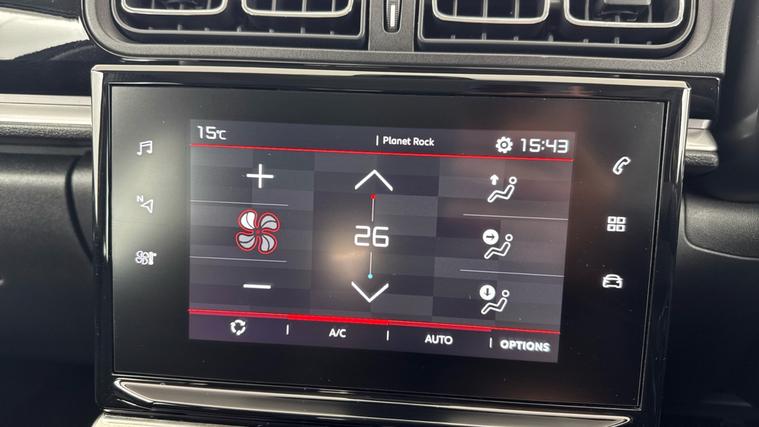 15℃
| Planet Rock
15:43
N
26
A/C
AUTO
OPTIONS